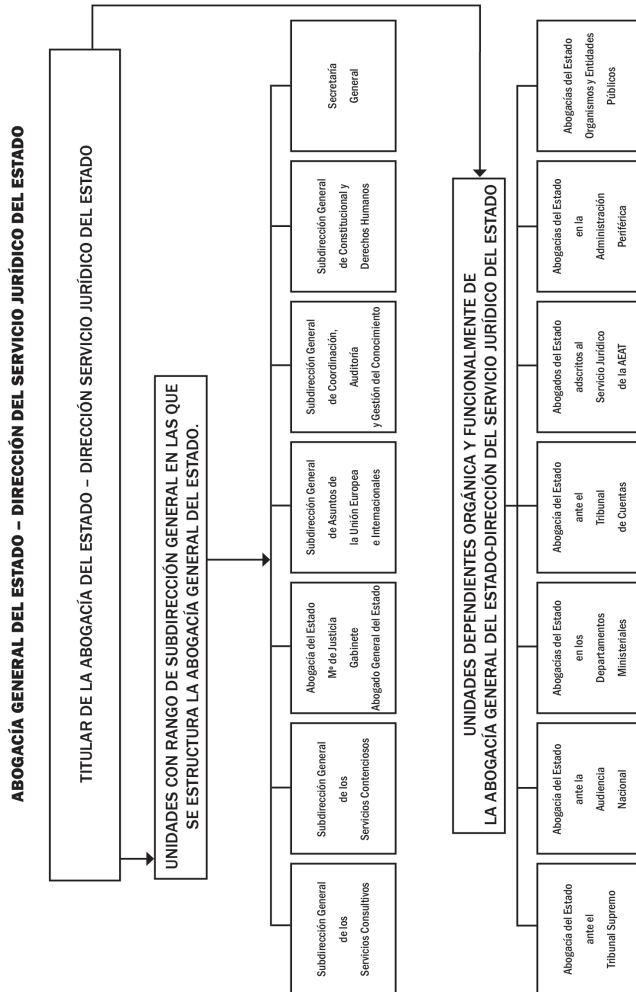 ABOGACÍA GENERAL DEL ESTADO – DIRECCIÓN DEL SERVICIO JURÍDICO DEL ESTADO
TITULAR DE LA ABOGACÍA DEL ESTADO – DIRECCIÓN SERVICIO JURÍDICO DEL ESTADO
UNIDADES CON RANGO DE SUBDIRECCIÓN GENERAL EN LAS QUE
SE ESTRUCTURA LA ABOGACÍA GENERAL DEL ESTADO.
Subdirección General
de los
Servicios Consultivos
Subdirección General
de los
Servicios Contenciosos
Abogacía del Estado
Mº de Justicia
Gabinete
Abogado General del Estado
Subdirección General
de Asuntos de
la Unión Europea
e Internacionales
Subdirección General
de Coordinación,
Auditoría
y Gestión del Conocimiento
Subdirección General
de Constitucional y
Derechos Humanos
Secretaría
General
UNIDADES DEPENDIENTES ORGÁNICA Y FUNCIONALMENTE DE
LA ABOGACÍA GENERAL DEL ESTADO-DIRECCIÓN DEL SERVICIO JURÍDICO DEL ESTADO
Abogacía del Estado
ante el
Tribunal Supremo
Abogacía del Estado
ante la
Audiencia
Nacional
Abogacías del Estado
en los
Departamentos
Ministeriales
Abogacía del Estado
ante el
Tribunal
de Cuentas
Abogados del Estado
adscritos al
Servicio Jurídico
de la AEAT
Abogacías del Estado
en la
Administración
Periférica
Abogacías del Estado
Organismos y Entidades
Públicos